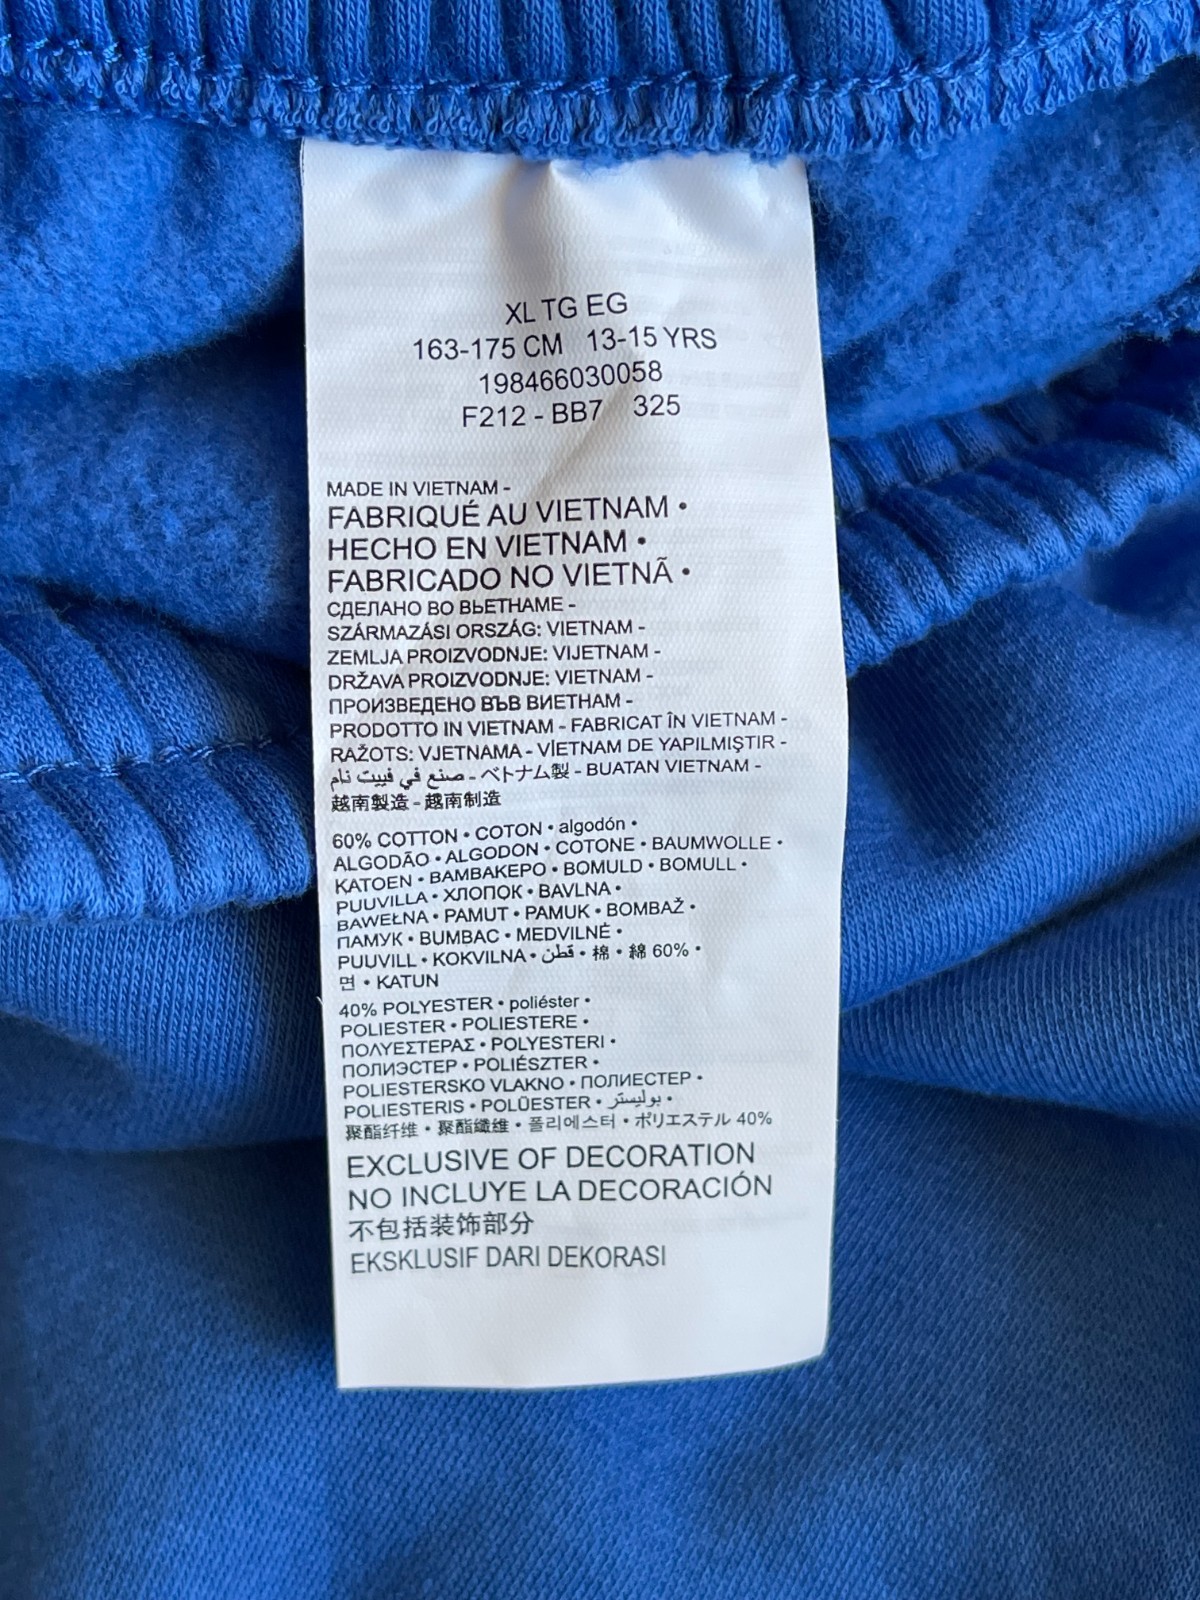 XL TG EG
163-175 CM 13-15 YRS
198466030058
F212 - BB7 325
MADE IN VIETNAM -
FABRIQUÉ AU VIETNAM •
HECHO EN VIETNAM •
FABRICADO NO VIETNÃ •
СДЕЛАНО ВО ВЬЕТНАМЕ -
SZÁRMAZÁSI ORSZÁG: VIETNAM -
ZEMLJA PROIZVODNJE: VIJETNAM -
DRŽAVA PROIZVODNJE: VIETNAM -
ПРОИЗВЕДЕНО ВЪВ ВИЕТНАМ -
PRODOTTO IN VIETNAM - FABRICAT ÎN VIETNAM -
RAŽOTS: VJETNAMA - VİETNAM DE YAPILMIŞTIR -
صنع في فييت نام - ベトナム製 - BUATAN VIETNAM -
越南製造 - 越南制造
60% COTTON • COTON • algodón •
ALGODÃO • ALGODON • COTONE • BAUMWOLLE •
KATOEN • ΒΑΜΒΑΚΕΡΟ • BOMULD • BOMULL •
PUUVILLA • ХЛОПОК • BAVLNA •
BAWEŁNA • PAMUT • PAMUK • BOMBAŽ •
ПАМУК • BUMBAC • MEDVILNĖ •
PUUVILL • KOKVILNA • قطن • 棉 • 綿 60% •
면 • KATUN
40% POLYESTER • poliéster •
POLIESTER • POLIESTERE •
ΠΟΛΥΕΣΤΕΡΑΣ • POLYESTERI •
ПОЛИЭСТЕР • POLIÉSZTER •
POLIESTERSKO VLAKNO • ПОЛИЕСТЕР •
POLIESTERIS • POLÜESTER • بوليستر •
聚酯纤维 • 聚酯纖維 • 폴리에스터 • ポリエステル 40%
EXCLUSIVE OF DECORATION
NO INCLUYE LA DECORACIÓN
不包括装饰部分
EKSKLUSIF DARI DEKORASI